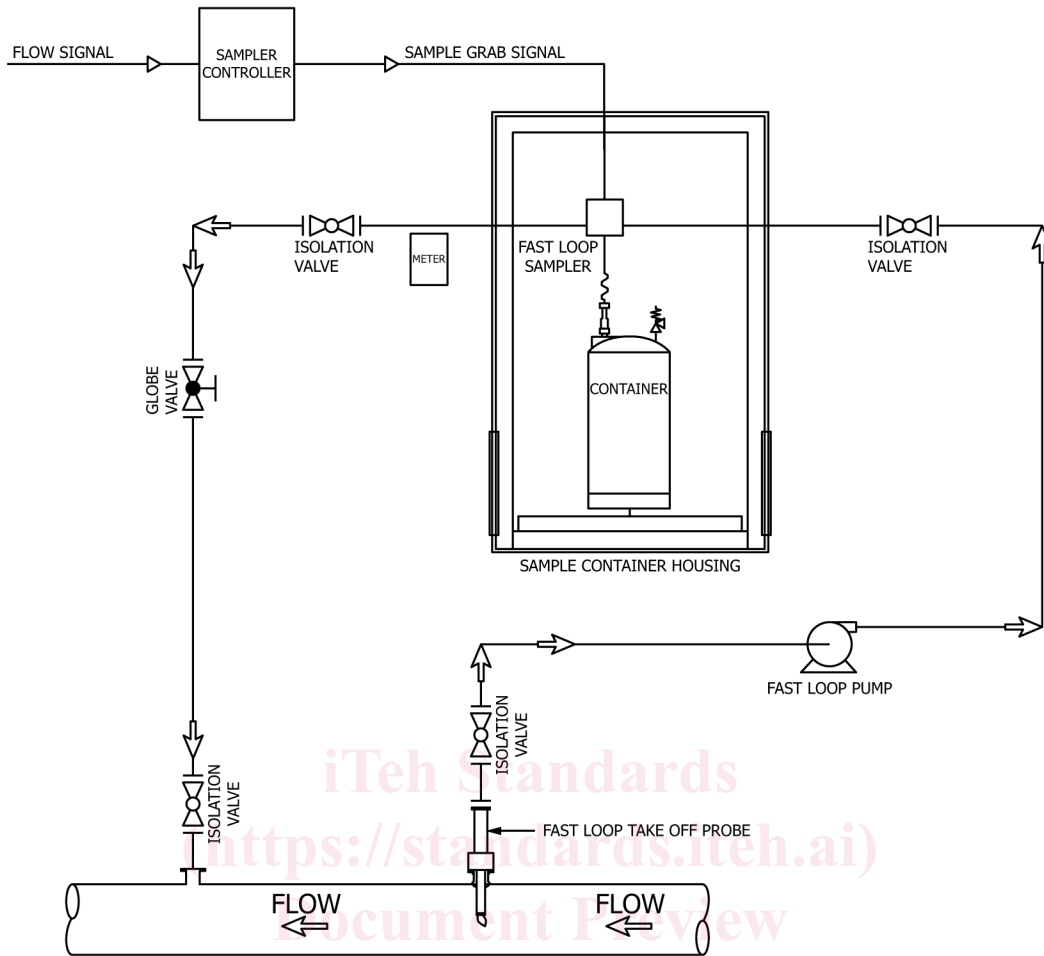 FLOW SIGNAL
SAMPLER
CONTROLLER
SAMPLE GRAB SIGNAL
ISOLATION
VALVE
METER
FAST LOOP
SAMPLER
ISOLATION
VALVE
GLOBE
VALVE
CONTAINER
SAMPLE CONTAINER HOUSING
FAST LOOP PUMP
ISOLATION
VALVE
ISOLATION
VALVE
iTeh Standards
(https://standards.iteh.ai)
Document Preview
FAST LOOP TAKE OFF PROBE
FLOW
FLOW